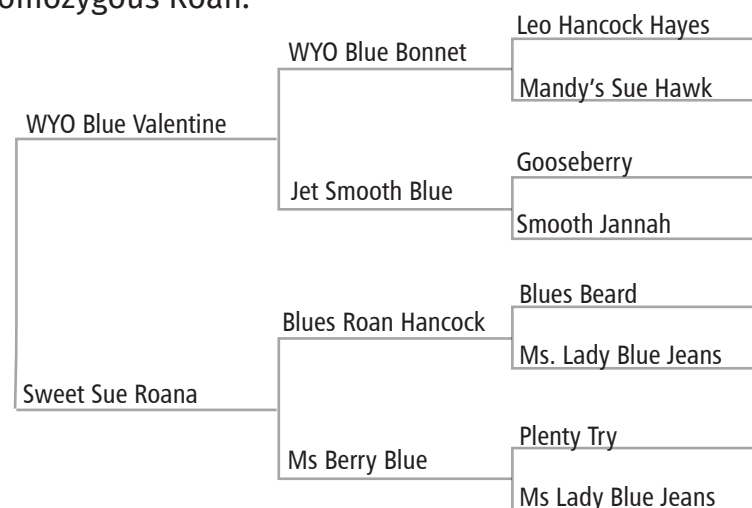 omozygous Roan.
Leo Hancock Hayes
WYO Blue Bonnet
Mandy's Sue Hawk
WYO Blue Valentine
Gooseberry
Jet Smooth Blue
Smooth Jannah
Blues Beard
Blues Roan Hancock
Ms. Lady Blue Jeans
Sweet Sue Roana
Plenty Try
Ms Berry Blue
Ms Lady Blue Jeans